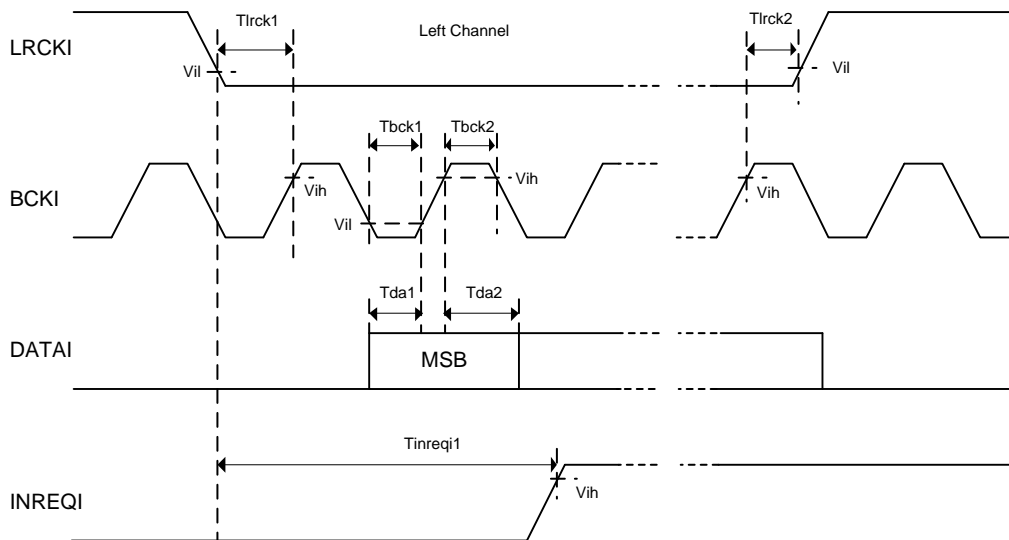 Tlrck1
Left Channel
Tlrck2
LRCKI
Vil
Vil
Tbck1
Tbck2
BCKI
Vih
Vih
Vih
Vil
Tda1
Tda2
DATAI
MSB
Tinreqi1
INREQI
Vih